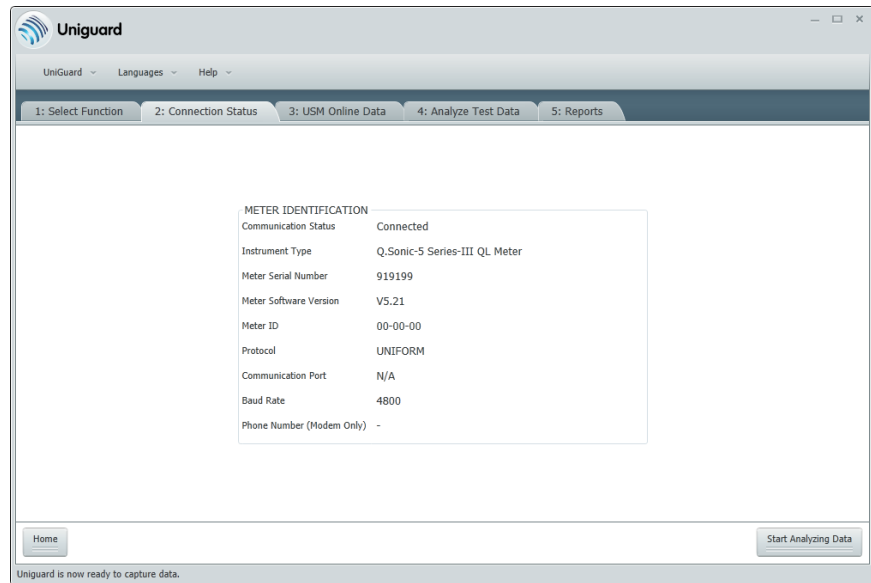 Uniguard
UniGuard Languages Help
1: Select Function 2: Connection Status 3: USM Online Data 4: Analyze Test Data 5: Reports
METER IDENTIFICATION
Communication Status Connected
Instrument Type Q.Sonic-5 Series-III QL Meter
Meter Serial Number 919199
Meter Software Version V5.21
Meter ID 00-00-00
Protocol UNIFORM
Communication Port N/A
Baud Rate 4800
Phone Number (Modem Only) -
Home Start Analyzing Data
Uniguard is now ready to capture data.